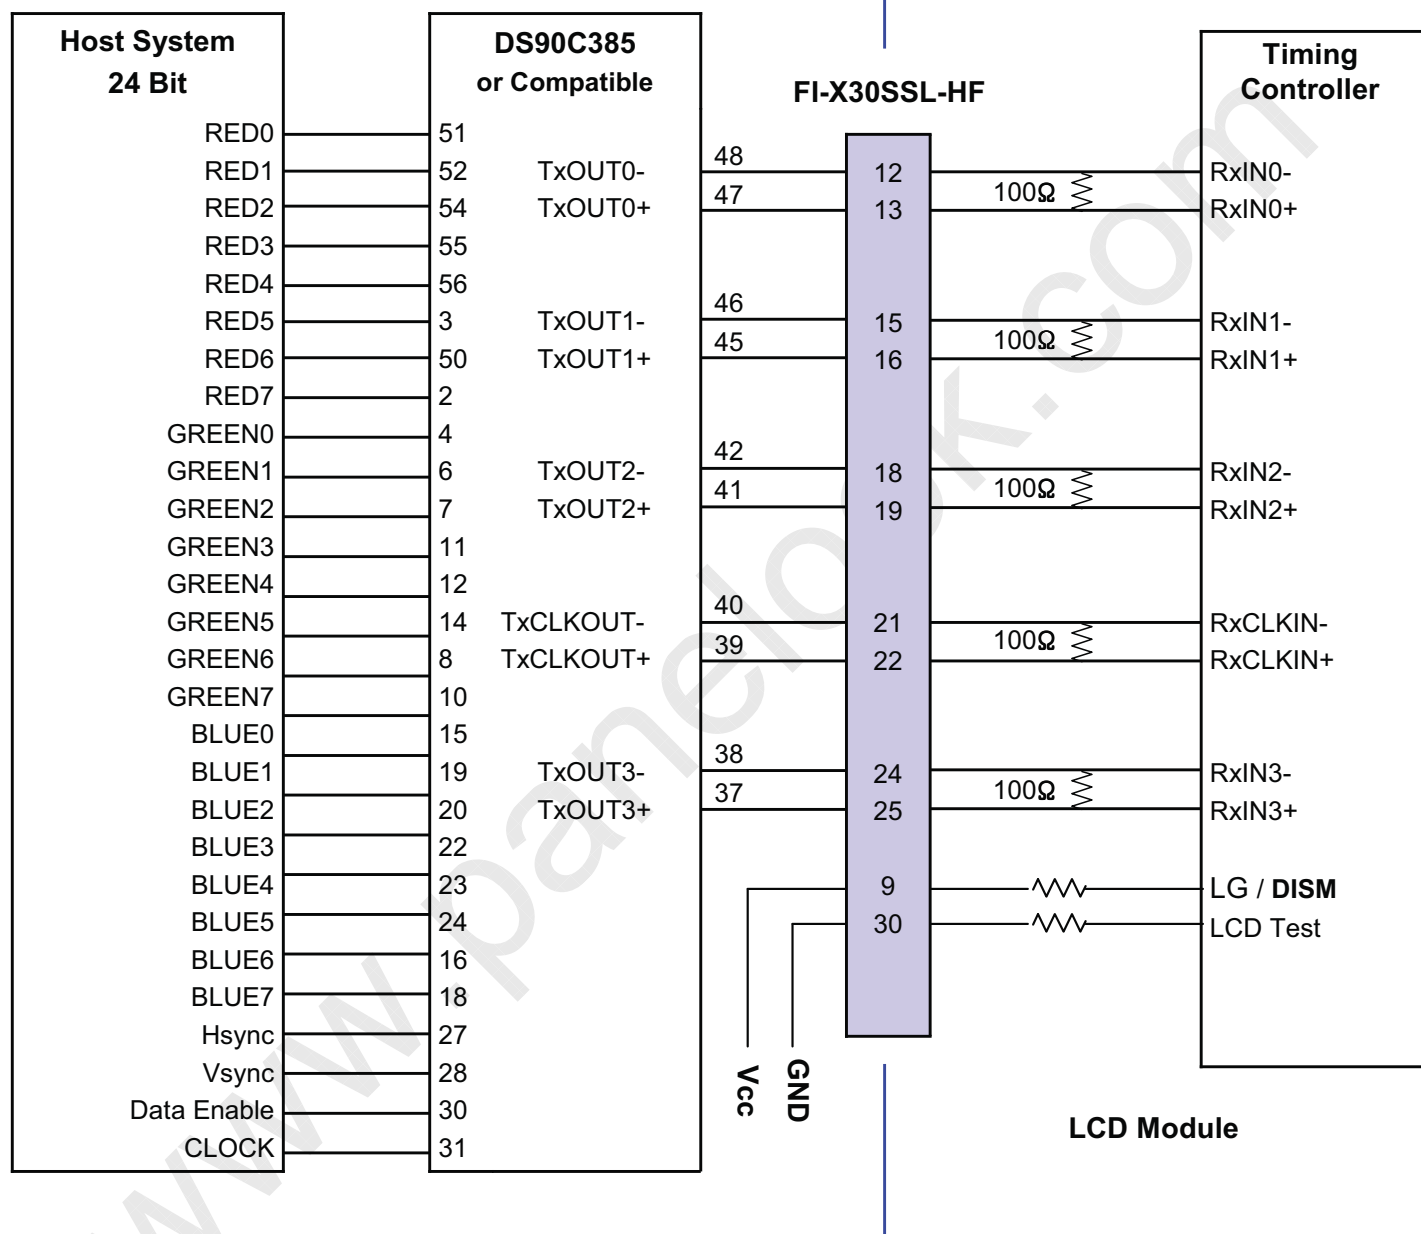 Host System
24 Bit
RED0
RED1
RED2
RED3
RED4
RED5
RED6
RED7
GREEN0
GREEN1
GREEN2
GREEN3
GREEN4
GREEN5
GREEN6
GREEN7
BLUE0
BLUE1
BLUE2
BLUE3
BLUE4
BLUE5
BLUE6
BLUE7
Hsync
Vsync
Data Enable
CLOCK
DS90C385
or Compatible
51
52 TxOUT0-
54 TxOUT0+
55
56
3 TxOUT1-
50 TxOUT1+
2
4
6 TxOUT2-
7 TxOUT2+
11
12
14 TxCLKOUT-
8 TxCLKOUT+
10
15
19 TxOUT3-
20 TxOUT3+
22
23
24
16
18
27
28
30
31
48
47
46
45
42
41
40
39
38
37
Vcc
GND
FI-X30SSL-HF
12
13
15
16
18
19
21
22
24
25
9
30
100Ω
100Ω
100Ω
100Ω
100Ω
Timing
Controller
RxIN0-
RxIN0+
RxIN1-
RxIN1+
RxIN2-
RxIN2+
RxCLKIN-
RxCLKIN+
RxIN3-
RxIN3+
LG / DISM
LCD Test
LCD Module
www.panelook.com